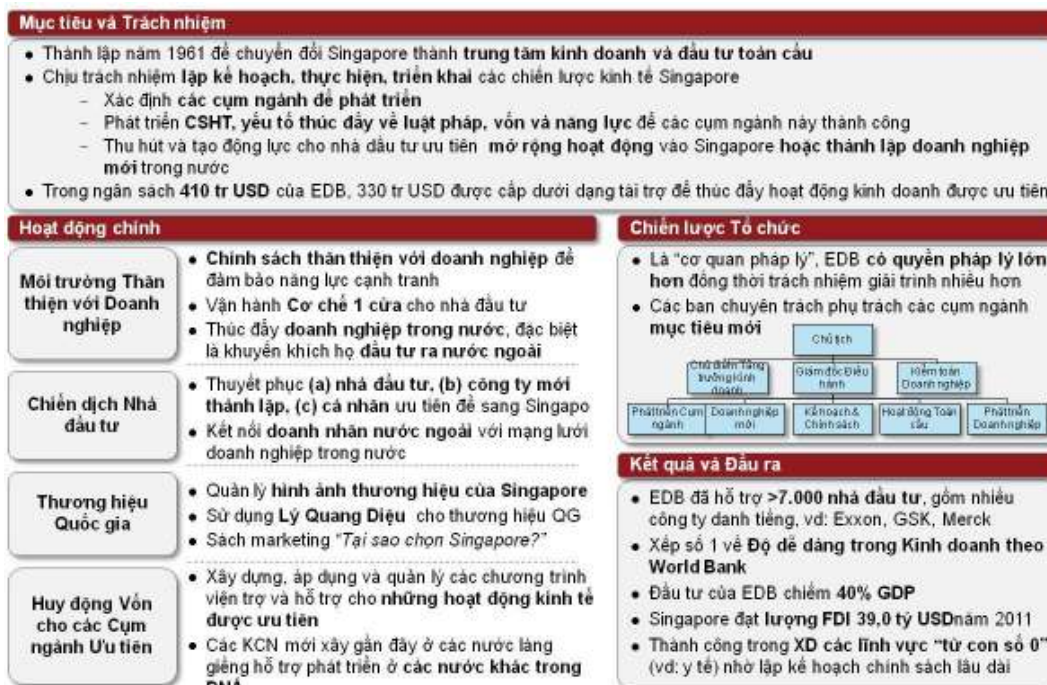 Mục tiêu và Trách nhiệm
• Thành lập năm 1961 để chuyển đổi Singapore thành trung tâm kinh doanh và đầu tư toàn cầu
• Chịu trách nhiệm lập kế hoạch, thực hiện, triển khai các chiến lược kinh tế Singapore
– Xác định các cụm ngành để phát triển
– Phát triển CSHT, yếu tố thúc đẩy về luật pháp, vốn và năng lực để các cụm ngành này thành công
– Thu hút và tạo động lực cho nhà đầu tư ưu tiên mở rộng hoạt động vào Singapore hoặc thành lập doanh nghiệp
mới trong nước
• Trong ngân sách 410 tr USD của EDB, 330 tr USD được cấp dưới dạng tài trợ để thúc đẩy hoạt động kinh doanh được ưu tiên
Hoạt động chính
Môi trường Thân
thiện với Doanh
nghiệp
• Chính sách thân thiện với doanh nghiệp để
đảm bảo năng lực cạnh tranh
• Vận hành Cơ chế 1 cửa cho nhà đầu tư
• Thúc đẩy doanh nghiệp trong nước, đặc biệt
là khuyến khích họ đầu tư ra nước ngoài
Chiến dịch Nhà
đầu tư
• Thuyết phục (a) nhà đầu tư, (b) công ty mới
thành lập, (c) cá nhân ưu tiên để sang Singapo
• Kết nối doanh nhân nước ngoài với mạng lưới
doanh nghiệp trong nước
Thương hiệu
Quốc gia
• Quản lý hình ảnh thương hiệu của Singapore
• Sử dụng Lý Quang Diệu cho thương hiệu QG
• Sách marketing "Tại sao chọn Singapore?"
Huy động Vốn
cho các Cụm
ngành Ưu tiên
• Xây dựng, áp dụng và quản lý các chương trình
viện trợ và hỗ trợ cho những hoạt động kinh tế
được ưu tiên
• Các KCN mới xây gần đây ở các nước láng
giềng hỗ trợ phát triển ở các nước khác trong
ĐNÁ
Chiến lược Tổ chức
• Là "cơ quan pháp lý", EDB có quyền pháp lý lớn
hơn đồng thời trách nhiệm giải trình nhiều hơn
• Các ban chuyên trách phụ trách các cụm ngành
mục tiêu mới
Chủ tịch
Chủ điểm Tăng
trưởng Kinh
doanh
Giám đốc Điều
hành
Kiểm toán
Doanh nghiệp
Phát triển Cụm
ngành
Doanh nghiệp
mới
Kế hoạch &
Chính sách
Hoạt động Toàn
cầu
Phát triển
Doanh nghiệp
Kết quả và Đầu ra
• EDB đã hỗ trợ >7.000 nhà đầu tư, gồm nhiều
công ty danh tiếng, vd: Exxon, GSK, Merck
• Xếp số 1 về Độ dễ dàng trong Kinh doanh theo
World Bank
• Đầu tư của EDB chiếm 40% GDP
• Singapore đạt lượng FDI 39,0 tỷ USDnăm 2011
• Thành công trong XD các lĩnh vực "từ con số 0"
(vd: y tế) nhờ lập kế hoạch chính sách lâu dài